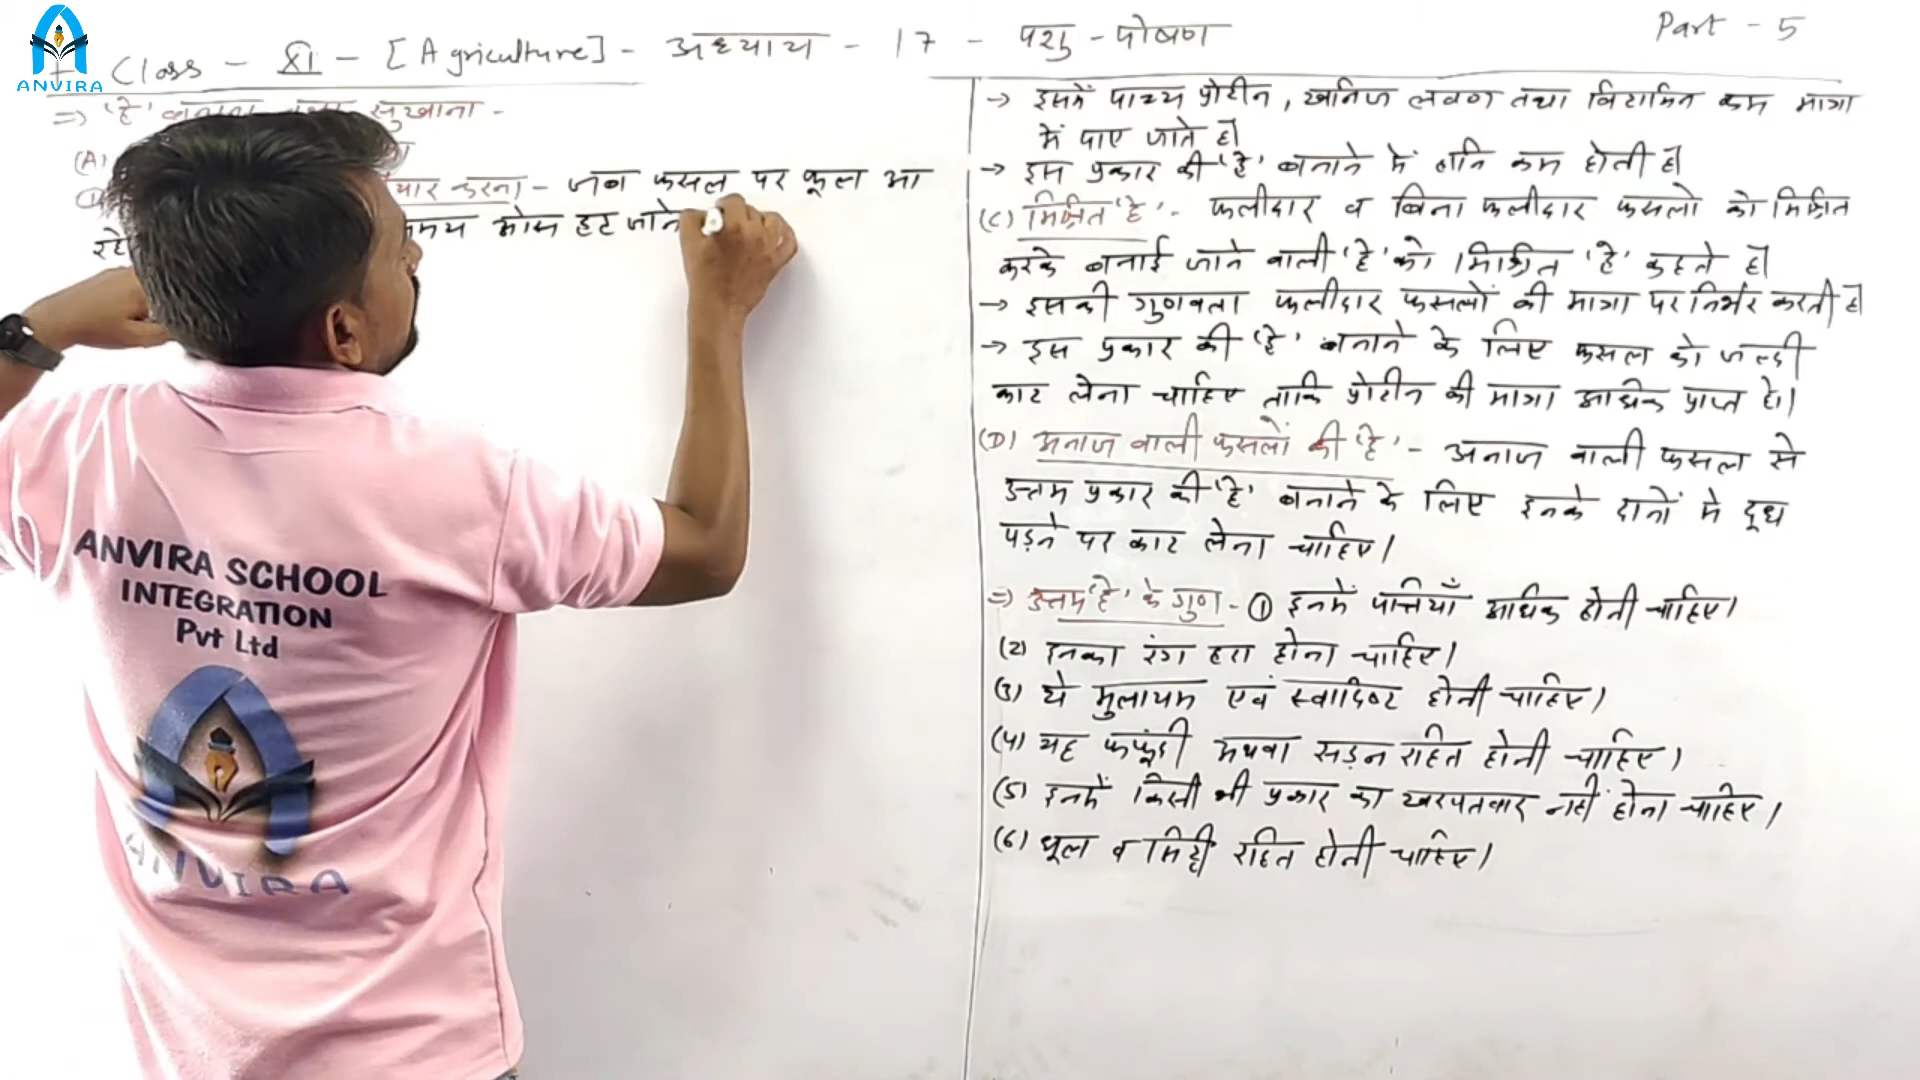 ANVIRA
Class - XI - [Agriculture] - अध्याय - 17 - पशु - पोषण
Part - 5
=> 'हे' सुखाना -
(A)
करना - जब फसल पर फूल आ
समय ओस हट जाने
→ इसमें पाच्य प्रोटीन, खनिज लवण तथा विटामिन कम मात्रा
में पाए जाते है।
→ इस प्रकार की 'हे' बनाने में हानि कम होती है।
(C) मिश्रित 'हे' - फलीदार व बिना फलीदार फसलो को मिश्रित
करके बनाई जाने वाली 'हे' को मिश्रित 'हे' कहते है।
→ इसकी गुणवता फलीदार फसलों की मात्रा पर निर्भर करती है।
→ इस प्रकार की 'हे' बनाने के लिए फसल को जल्दी
काट लेना चाहिए ताकि प्रोटीन की मात्रा अधिक प्राप्त हो।
(D) अनाज वाली फसलों की 'हे' - अनाज वाली फसल से
उत्तम प्रकार की 'हे' बनाने के लिए इनके दानों में दूध
पड़ने पर काट लेना चाहिए।
=> उत्तम 'हे' के गुण - ① इनमें पत्तियाँ अधिक होनी चाहिए।
(2) इनका रंग हरा होना चाहिए।
(3) ये मुलायम एवं स्वादिष्ट होनी चाहिए।
(4) यह फफूंदी अथवा सड़न रहित होनी चाहिए।
(5) इनमें किसी भी प्रकार का खरपतवार नहीं होना चाहिए।
(6) धूल व मिट्टी रहित होनी चाहिए।
ANVIRA SCHOOL
INTEGRATION
Pvt Ltd
ANVIRA